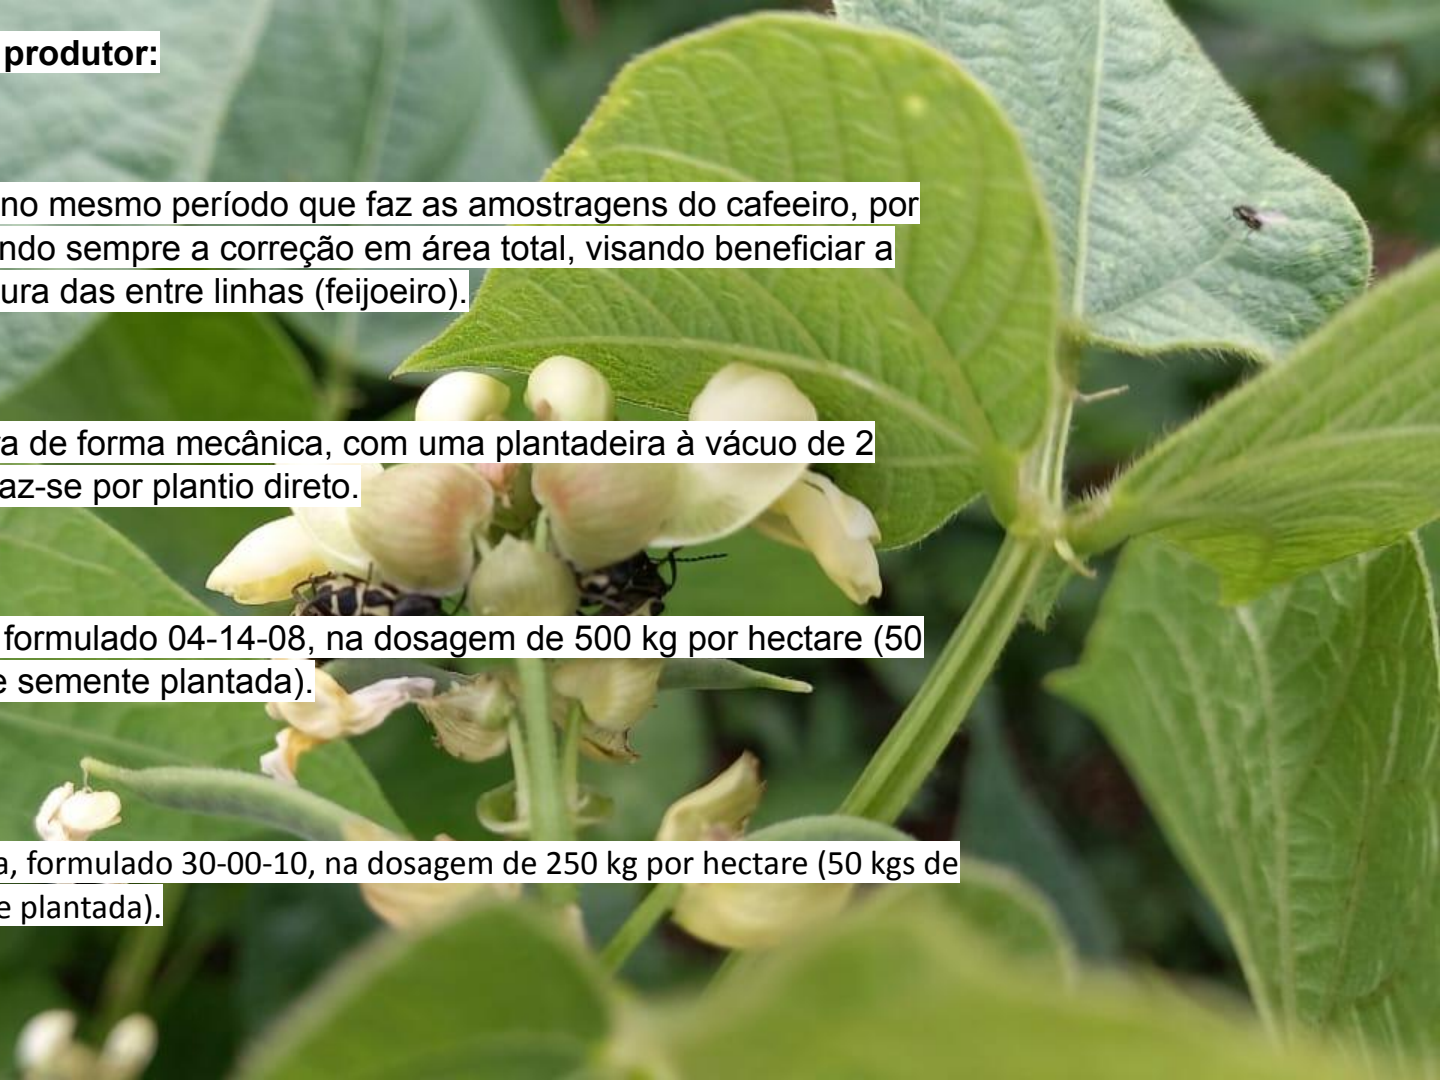 produtor:
no mesmo período que faz as amostragens do cafeeiro, por
ndo sempre a correção em área total, visando beneficiar a
ura das entre linhas (feijoeiro).
a de forma mecânica, com uma plantadeira à vácuo de 2
az-se por plantio direto.
formulado 04-14-08, na dosagem de 500 kg por hectare (50
e semente plantada).
a, formulado 30-00-10, na dosagem de 250 kg por hectare (50 kgs de
e plantada).